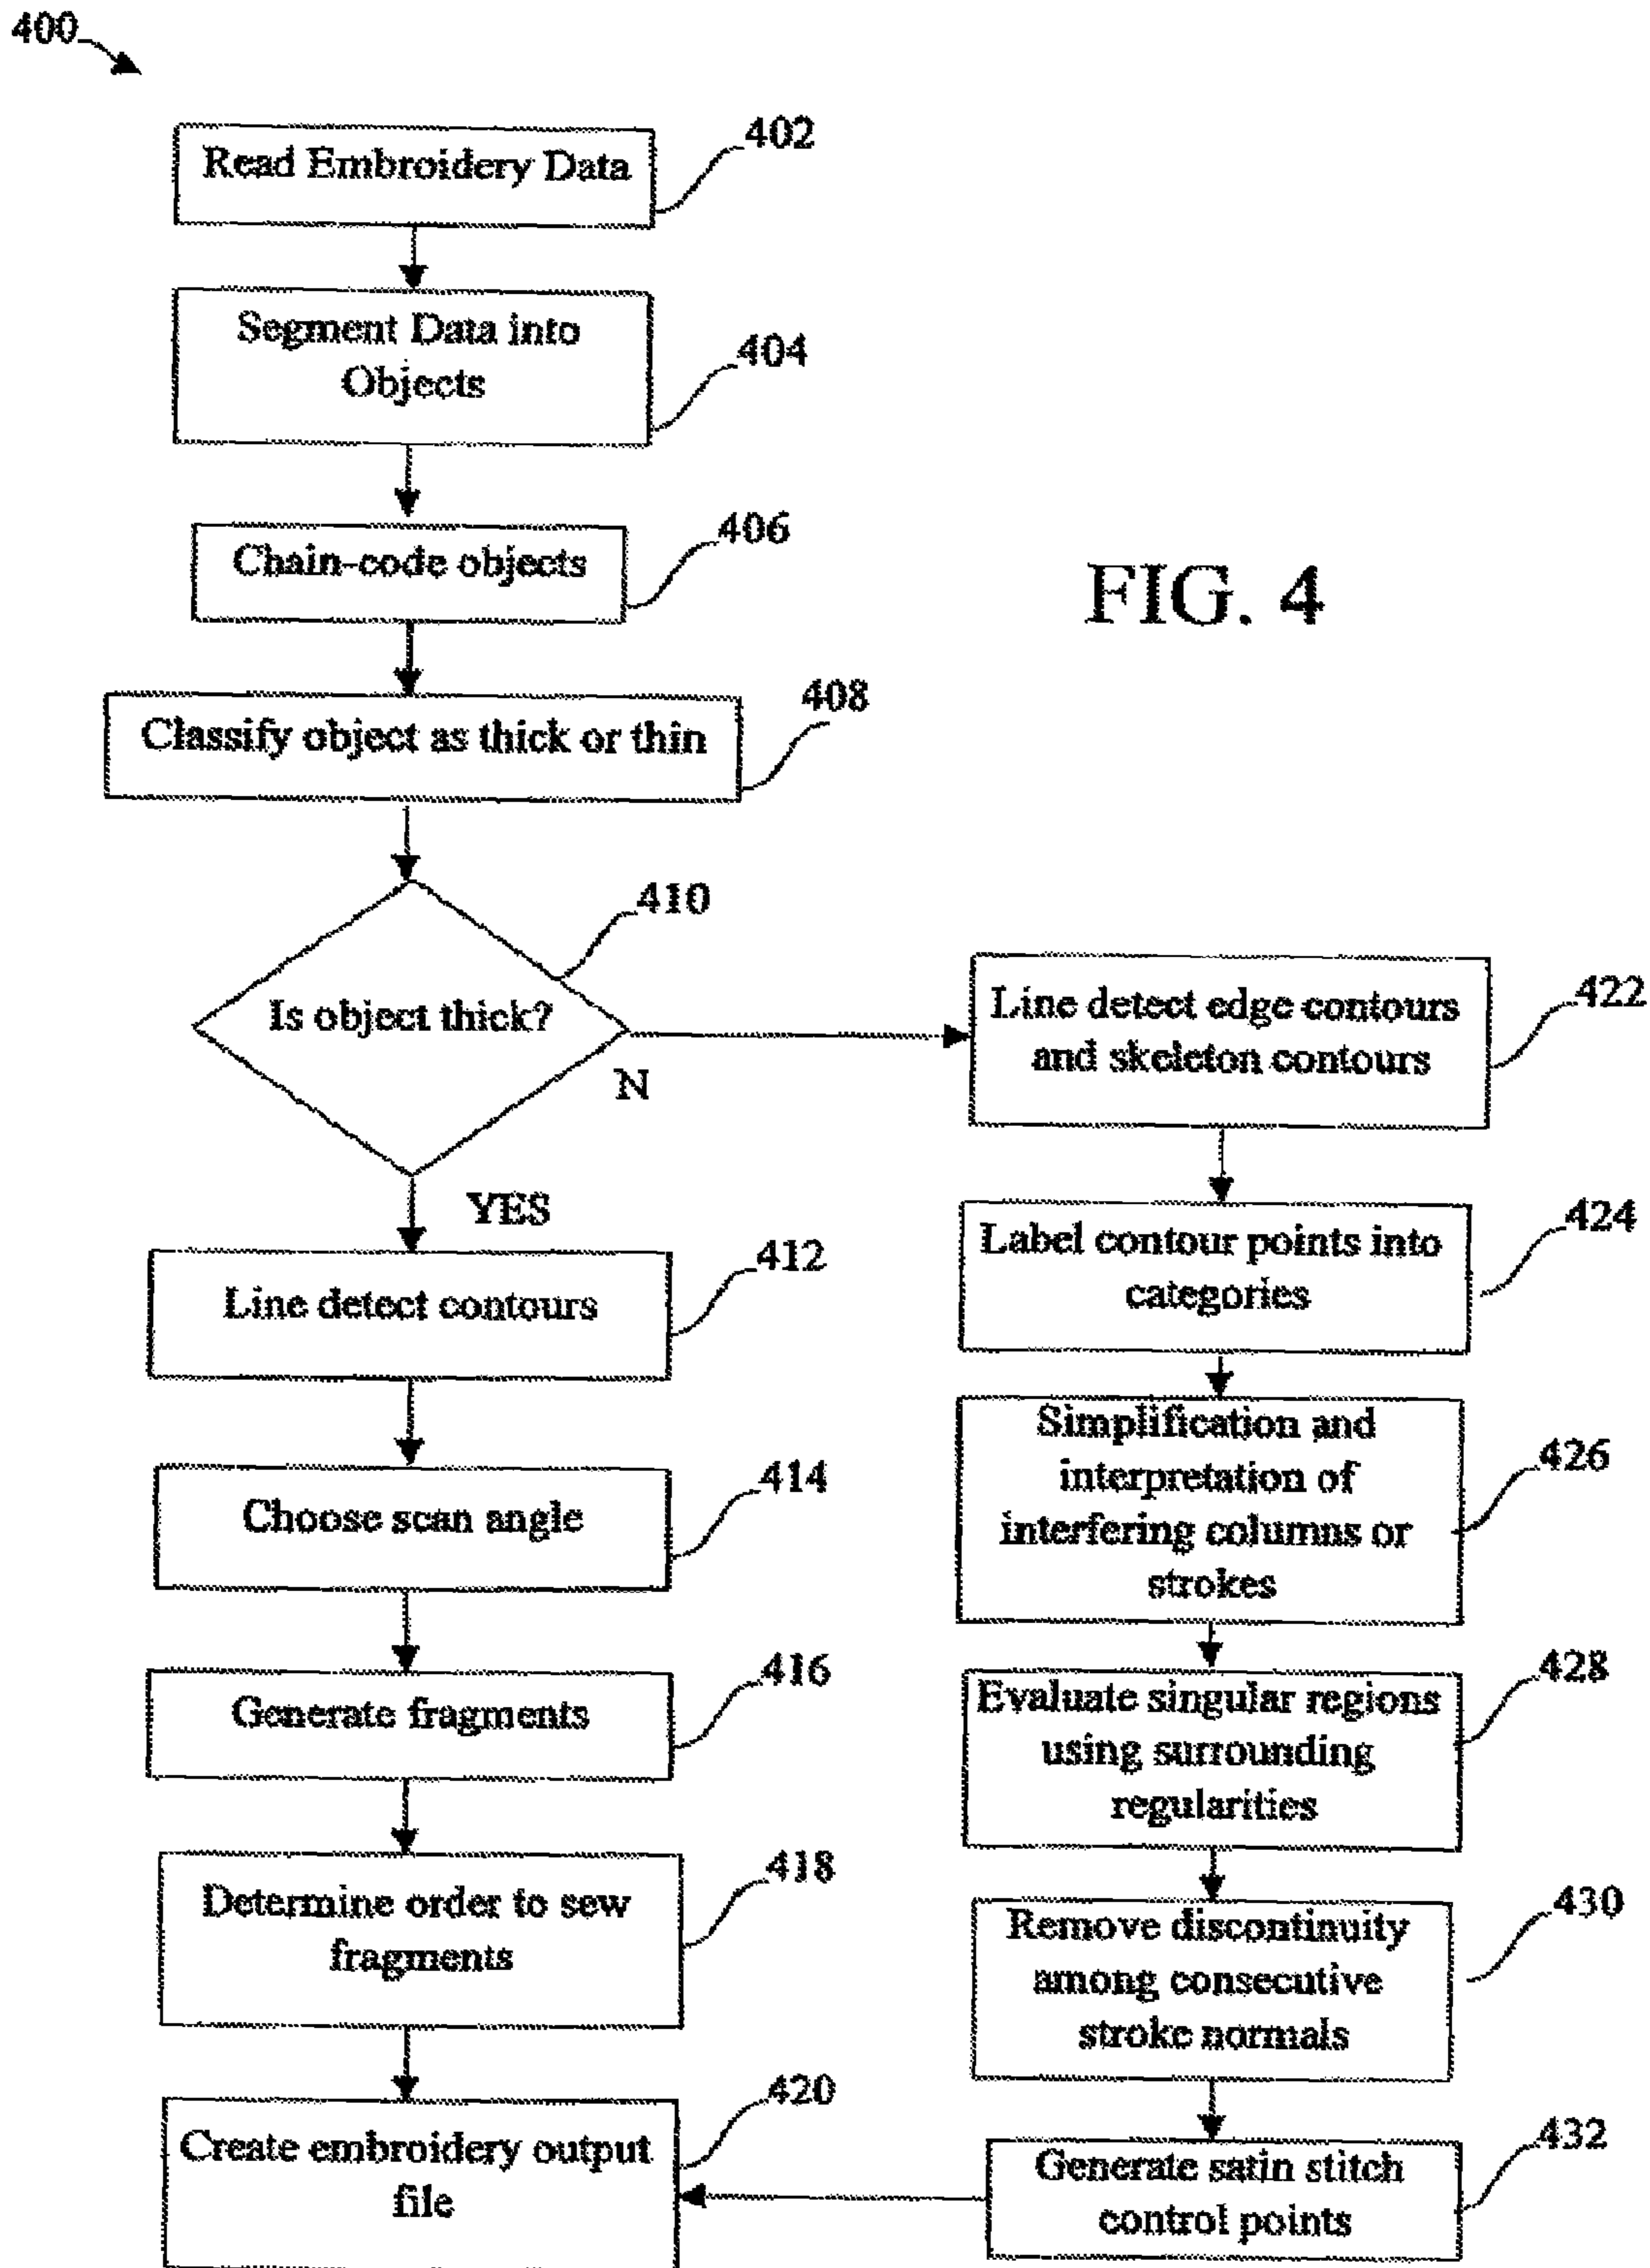 400
Read Embroidery Data
402
Segment Data into
Objects
404
Chain-code objects
406
FIG. 4
Classify object as thick or thin
408
Is object thick?
410
N
YES
Line detect contours
412
Choose scan angle
414
Generate fragments
416
Determine order to sew
fragments
418
Create embroidery output
file
420
Line detect edge contours
and skeleton contours
422
Label contour points into
categories
424
Simplification and
interpretation of
interfering columns or
strokes
426
Evaluate singular regions
using surrounding
regularities
428
Remove discontinuity
among consecutive
stroke normals
430
Generate satin stitch
control points
432